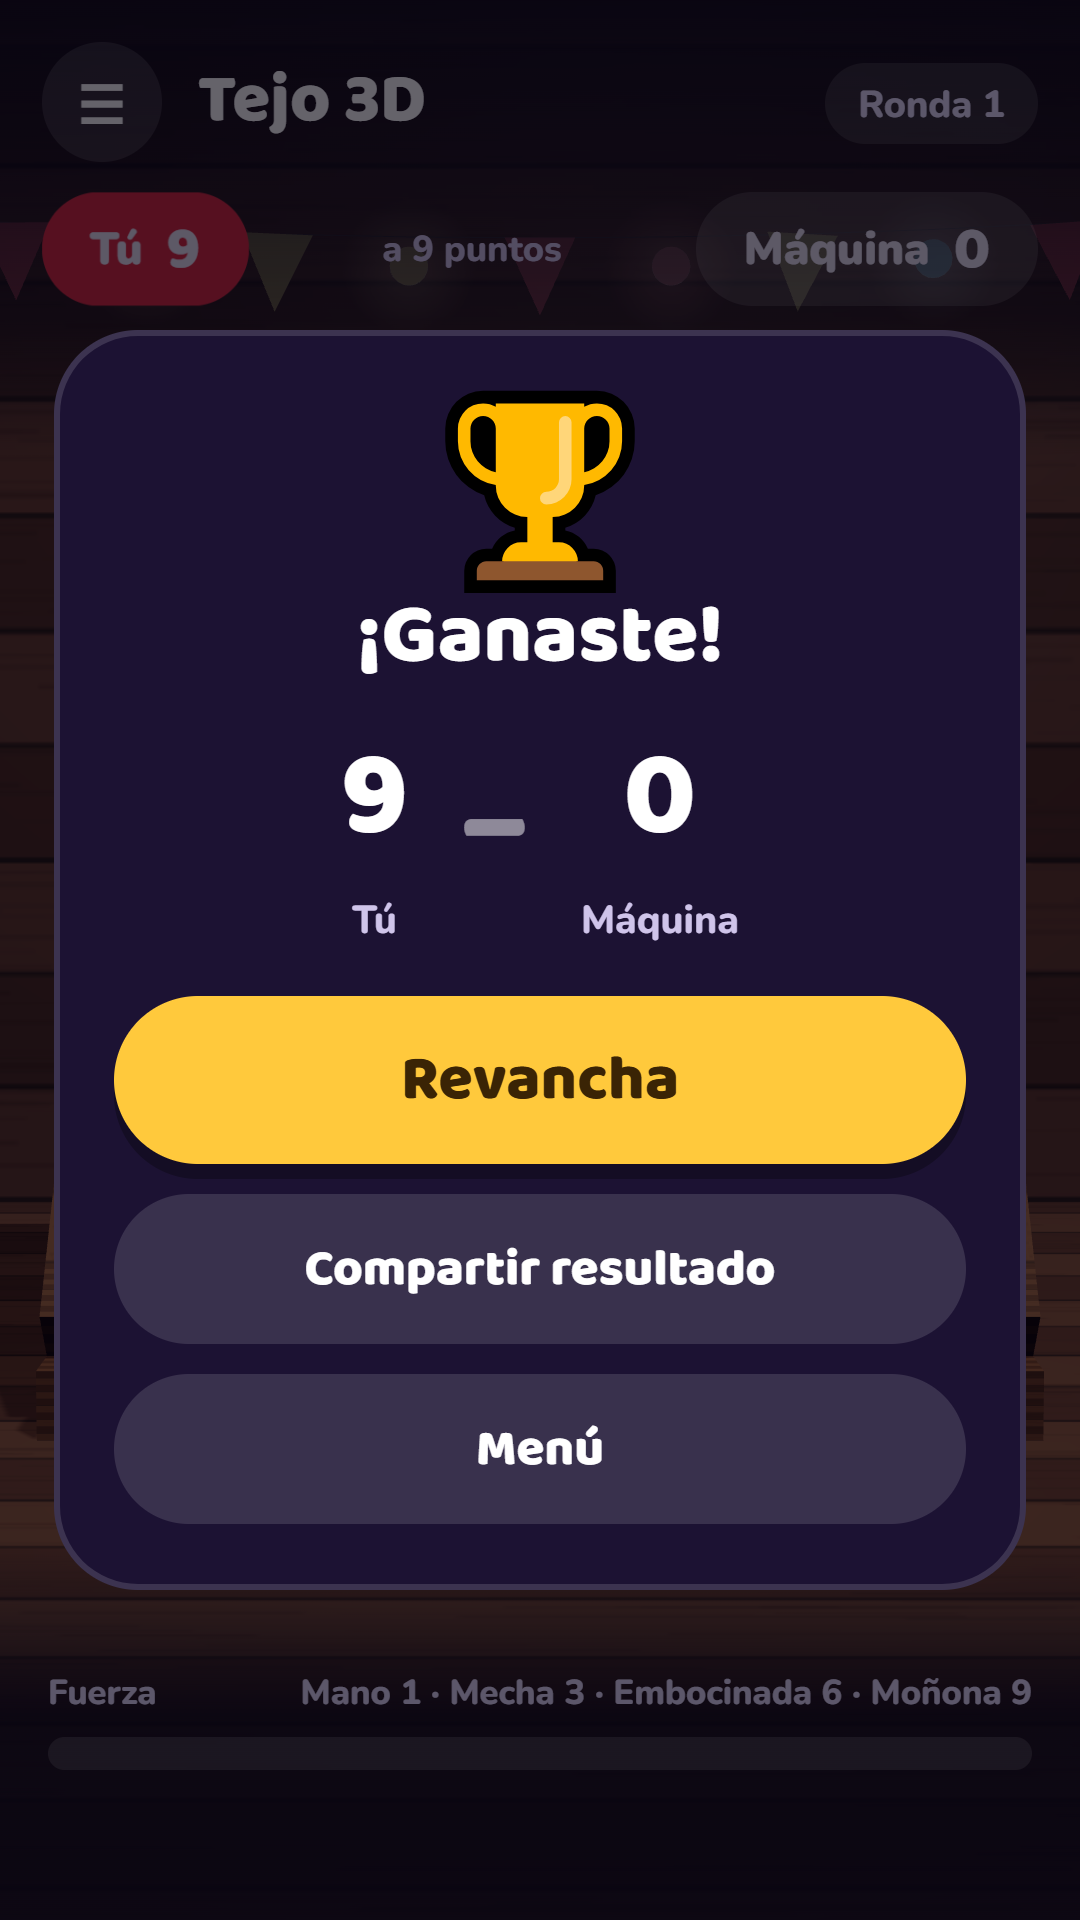 ☰ Tejo 3D
Ronda 1
Tú 9
a 9 puntos
Máquina 0
¡Ganaste!
9 – 0
Tú Máquina
Revancha
Compartir resultado
Menú
Fuerza
Mano 1 · Mecha 3 · Embocinada 6 · Moñona 9